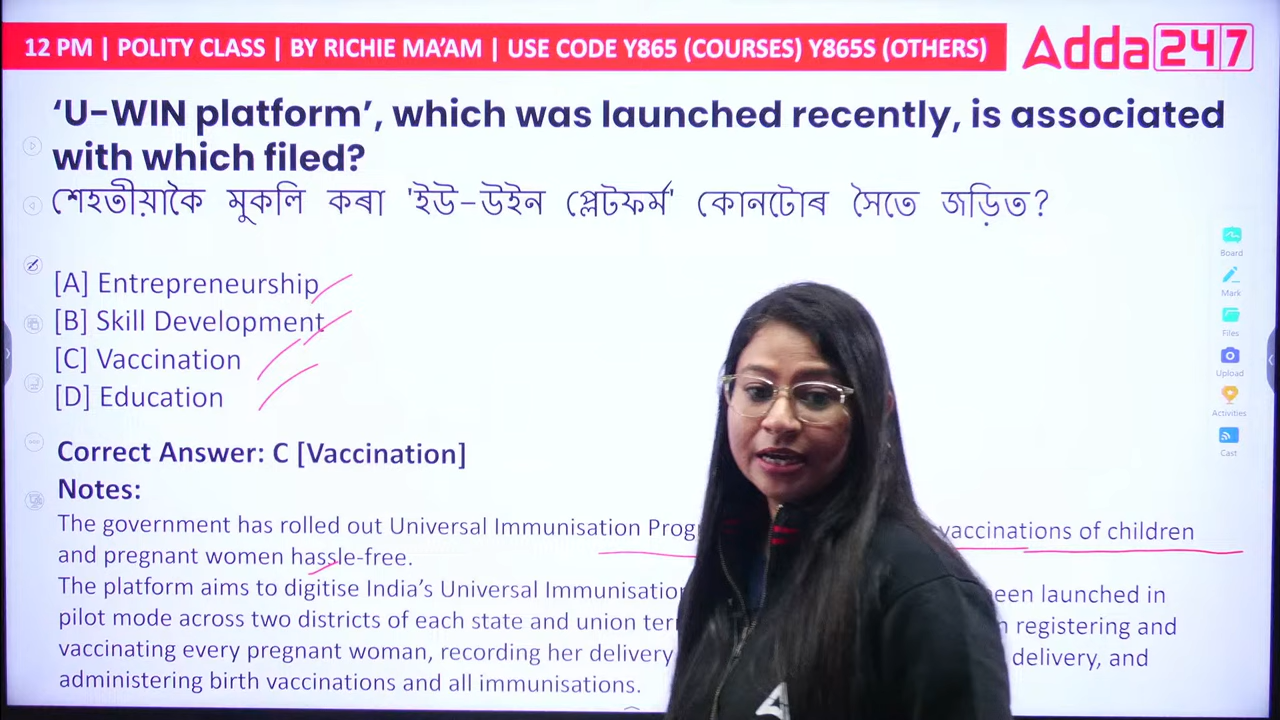 12 PM | POLITY CLASS | BY RICHIE MA'AM | USE CODE Y865 (COURSES) Y865S (OTHERS)
Adda247
‘U-WIN platform’, which was launched recently, is associated
with which filed?
শেহতীয়াকৈ মুকলি কৰা 'ইউ-উইন প্লেটফৰ্ম' কোনটোৰ সৈতে জড়িত?
[A] Entrepreneurship
[B] Skill Development
[C] Vaccination
[D] Education
Correct Answer: C [Vaccination]
Notes:
The government has rolled out Universal Immunisation vaccinations of children
and pregnant women hassle-free.
The platform aims to digitise India’s Universal been launched in
pilot mode across two districts of each state and union registering and
vaccinating every pregnant woman, recording her delivery delivery, and
administering birth vaccinations and all immunisations.
Board
Mark
Files
Upload
Activities
Cast